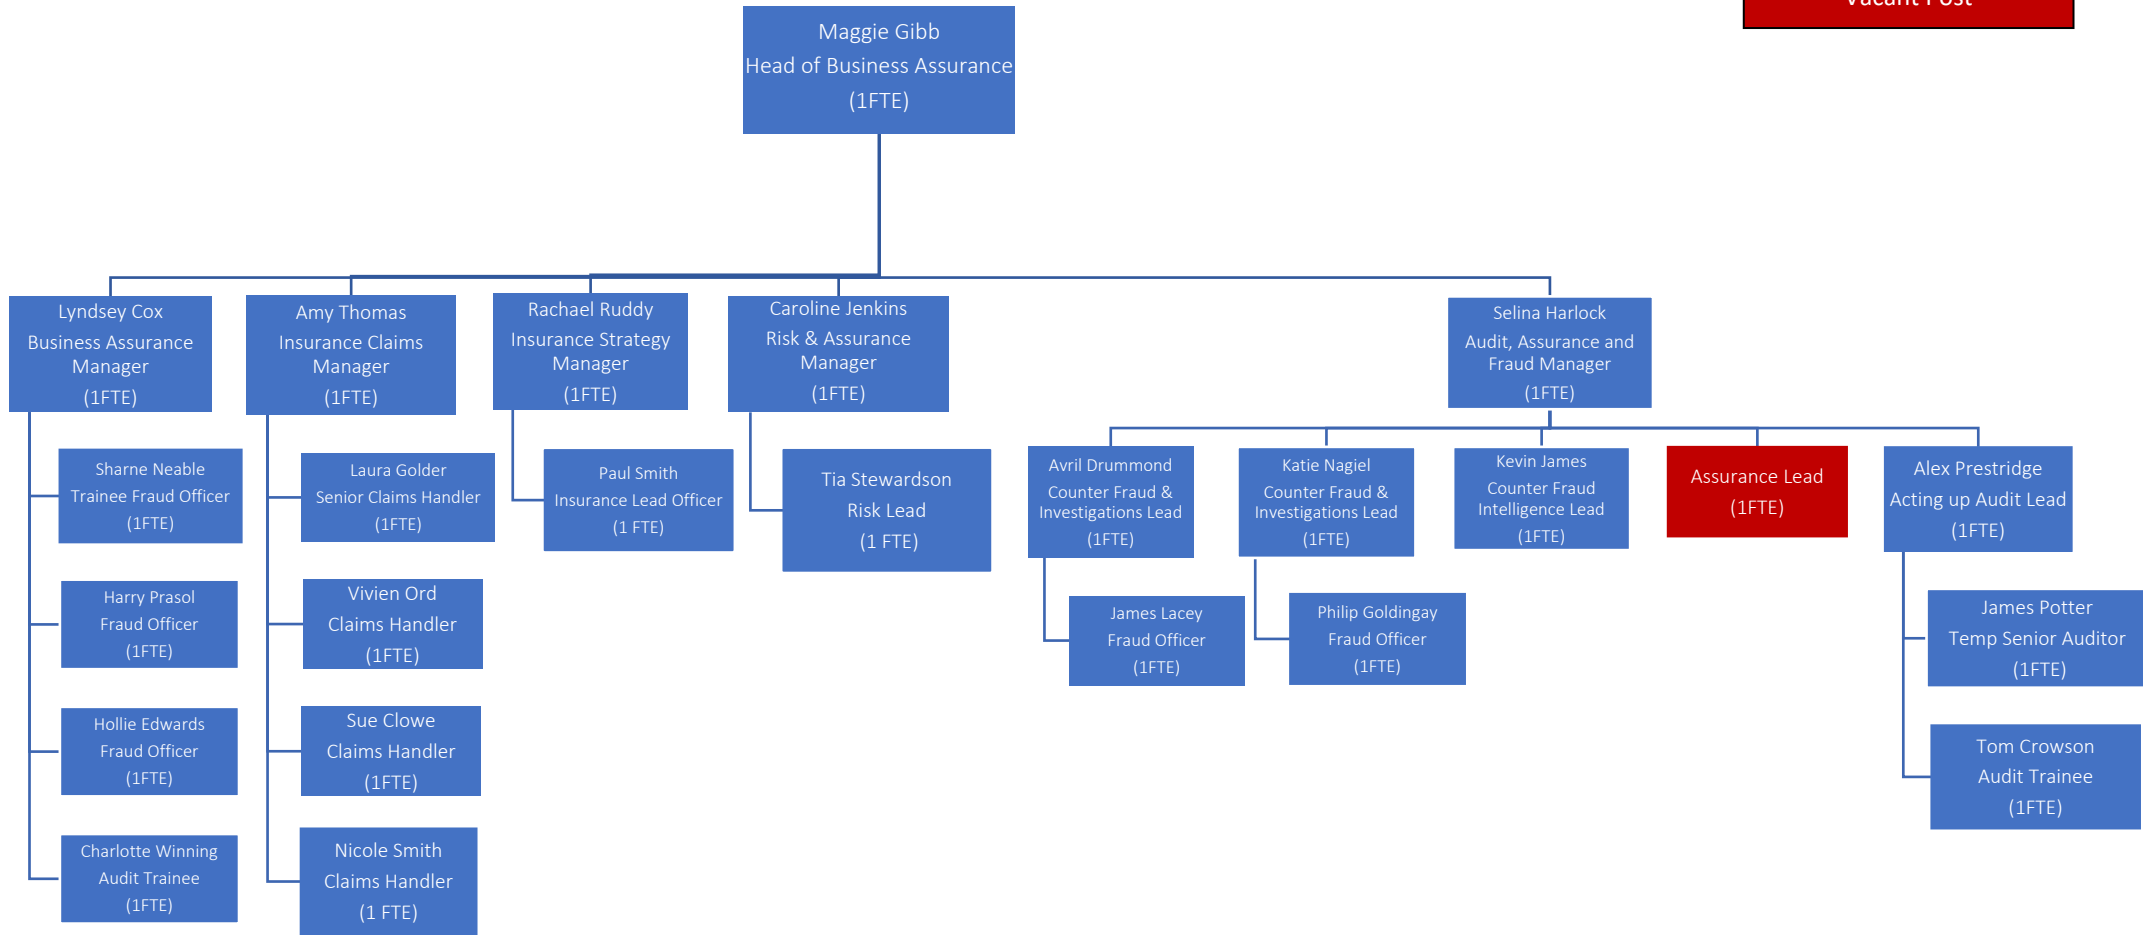 Vacant Post
Maggie Gibb
Head of Business Assurance
(1FTE)
Lyndsey Cox
Business Assurance
Manager
(1FTE)
Amy Thomas
Insurance Claims
Manager
(1FTE)
Rachael Ruddy
Insurance Strategy
Manager
(1FTE)
Caroline Jenkins
Risk & Assurance
Manager
(1FTE)
Selina Harlock
Audit, Assurance and
Fraud Manager
(1FTE)
Sharne Neable
Trainee Fraud Officer
(1FTE)
Harry Prasol
Fraud Officer
(1FTE)
Hollie Edwards
Fraud Officer
(1FTE)
Charlotte Winning
Audit Trainee
(1FTE)
Laura Golder
Senior Claims Handler
(1FTE)
Vivien Ord
Claims Handler
(1FTE)
Sue Clowe
Claims Handler
(1FTE)
Nicole Smith
Claims Handler
(1 FTE)
Paul Smith
Insurance Lead Officer
(1 FTE)
Tia Stewardson
Risk Lead
(1 FTE)
Avril Drummond
Counter Fraud &
Investigations Lead
(1FTE)
James Lacey
Fraud Officer
(1FTE)
Katie Nagiel
Counter Fraud &
Investigations Lead
(1FTE)
Philip Goldingay
Fraud Officer
(1FTE)
Kevin James
Counter Fraud
Intelligence Lead
(1FTE)
Assurance Lead
(1FTE)
Alex Prestridge
Acting up Audit Lead
(1FTE)
James Potter
Temp Senior Auditor
(1FTE)
Tom Crowson
Audit Trainee
(1FTE)